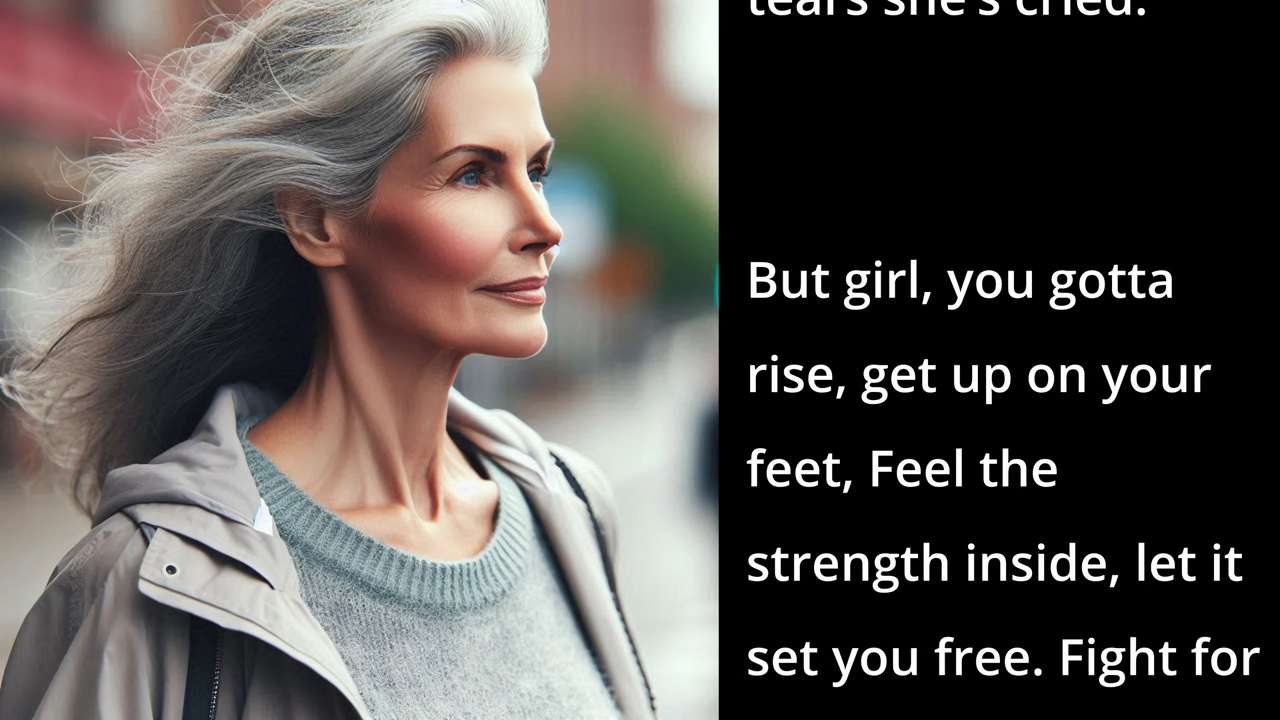 tears she's cried.
But girl, you gotta
rise, get up on your
feet, Feel the
strength inside, let it
set you free. Fight for